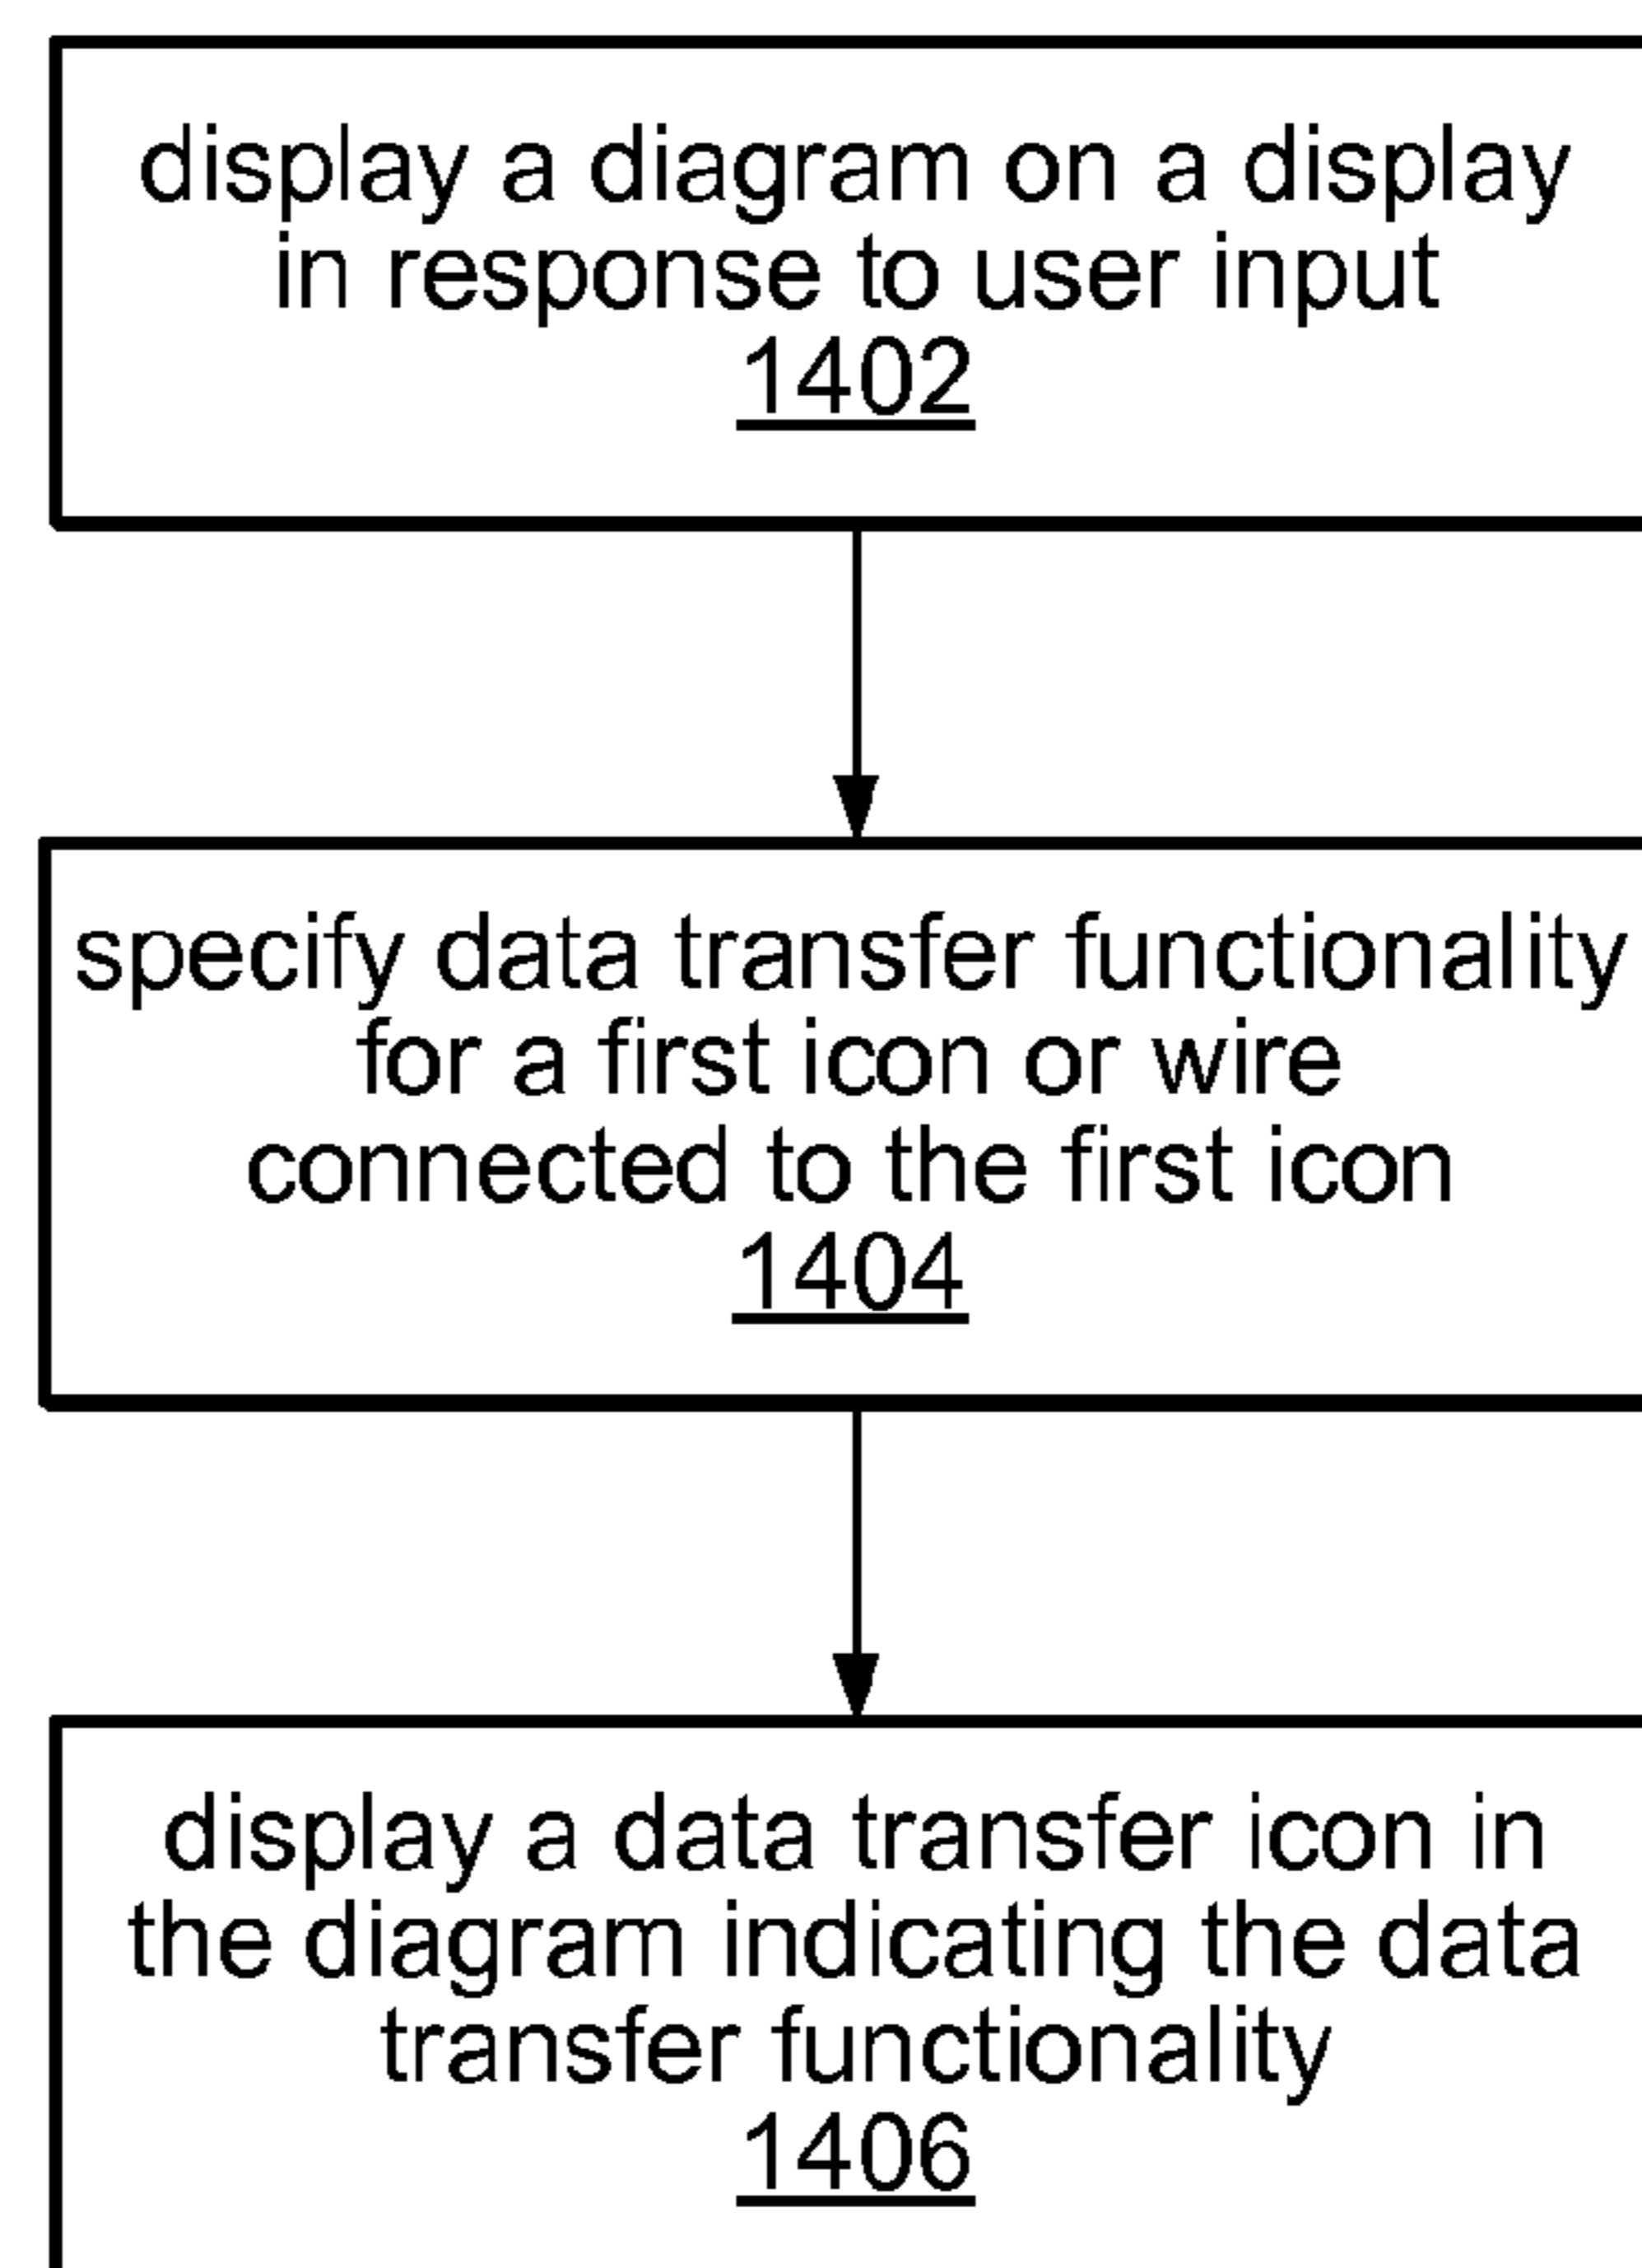 display a diagram on a display
in response to user input
1402
specify data transfer functionality
for a first icon or wire
connected to the first icon
1404
display a data transfer icon in
the diagram indicating the data
transfer functionality
1406